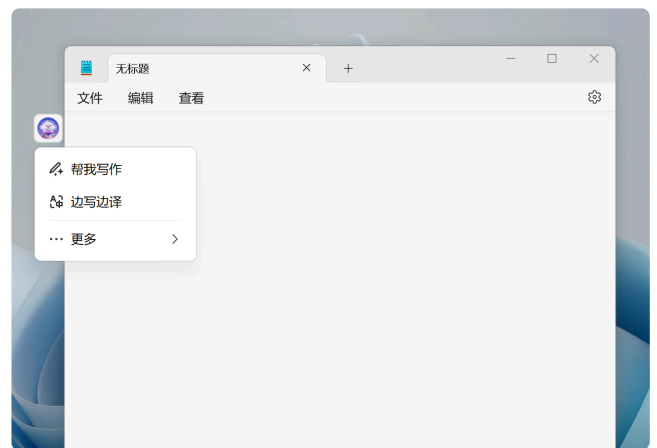 无标题
文件 编辑 查看
帮我写作
边写边译
更多